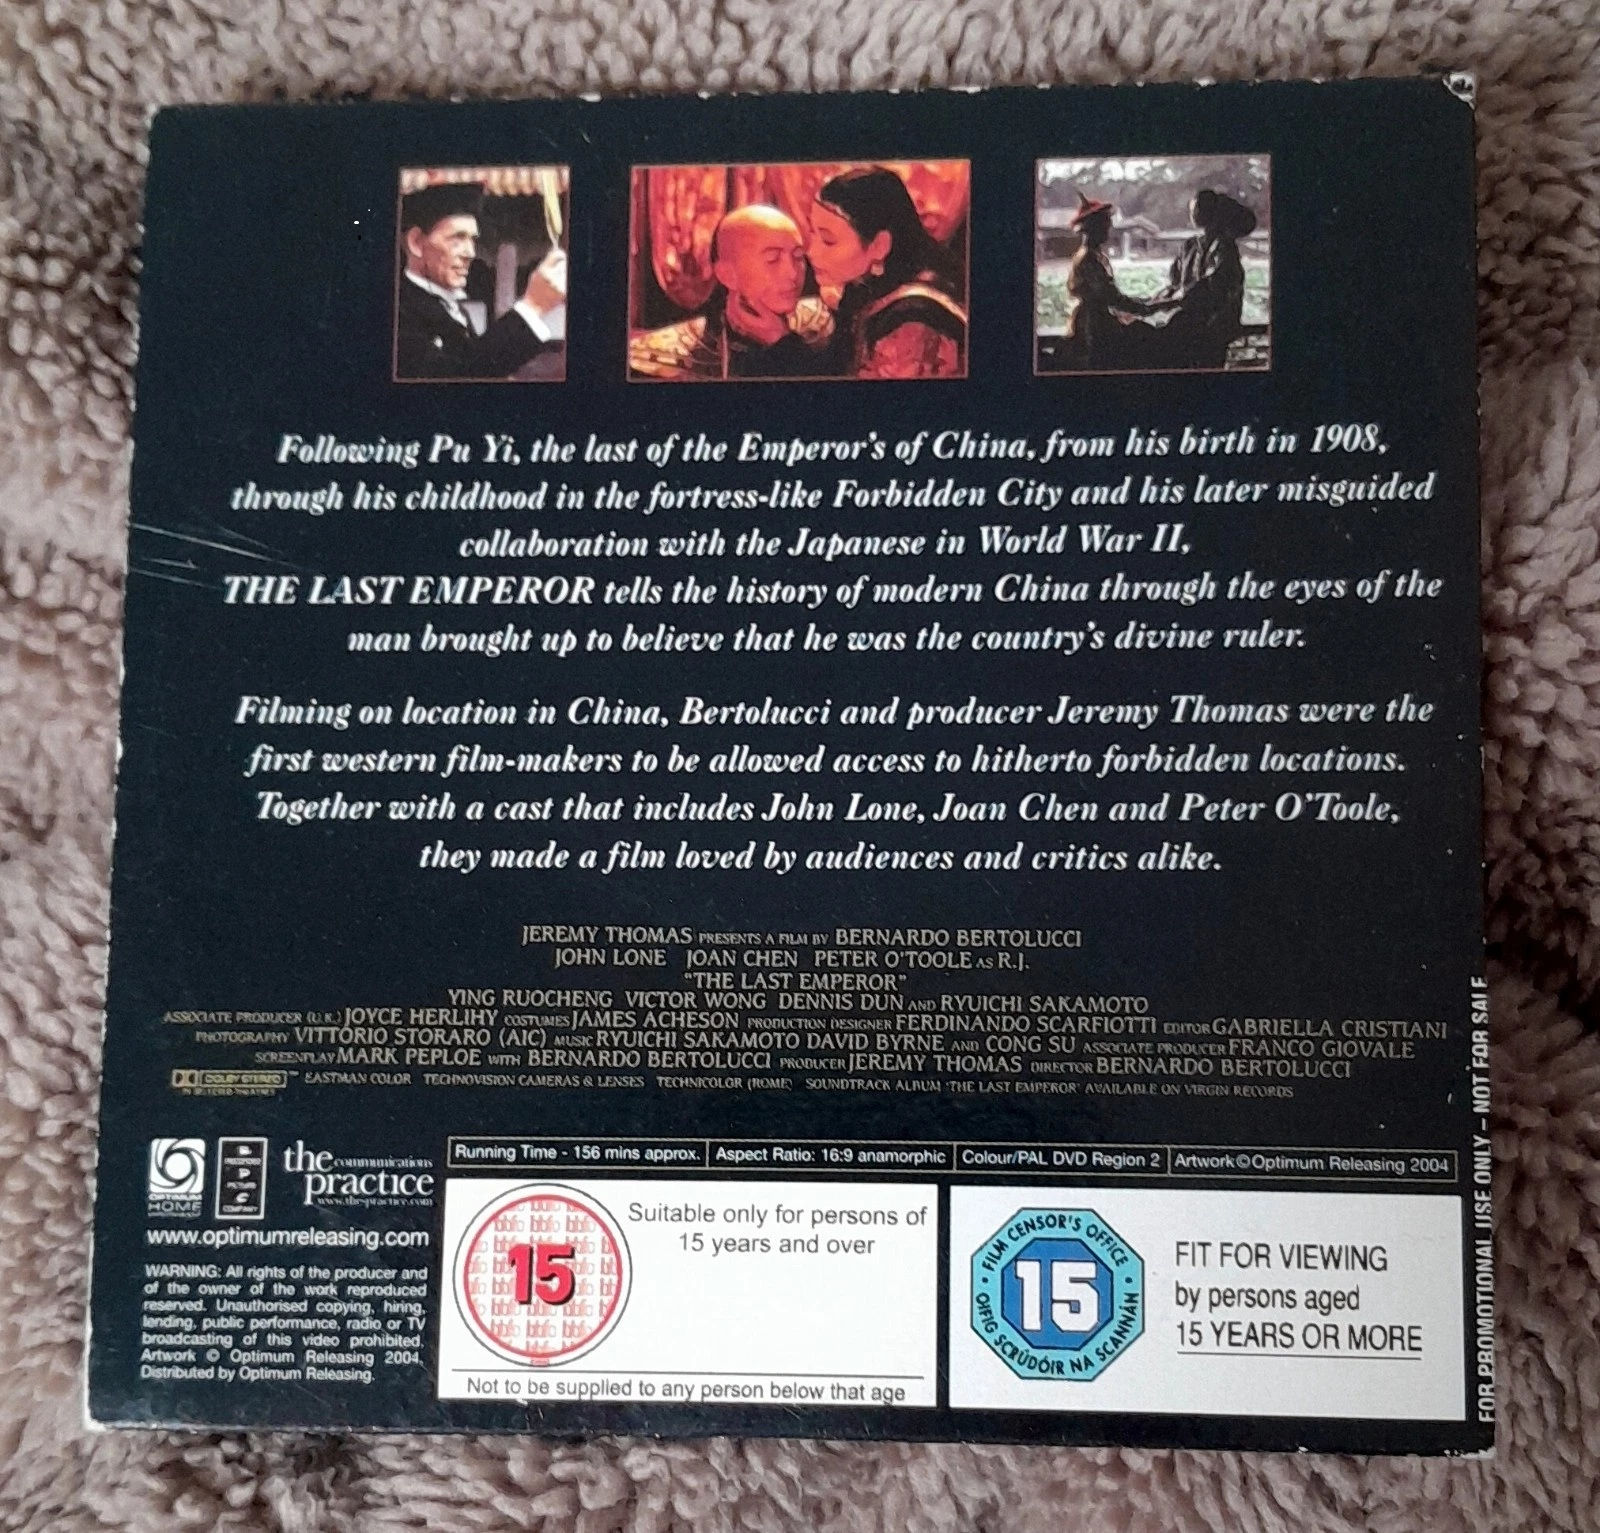 Following Pu Yi, the last of the Emperor's of China, from his birth in 1908,
through his childhood in the fortress-like Forbidden City and his later misguided
collaboration with the Japanese in World War II,
THE LAST EMPEROR tells the history of modern China through the eyes of the
man brought up to believe that he was the country's divine ruler.
Filming on location in China, Bertolucci and producer Jeremy Thomas were the
first western film-makers to be allowed access to hitherto forbidden locations.
Together with a cast that includes John Lone, Joan Chen and Peter O'Toole,
they made a film loved by audiences and critics alike.
JEREMY THOMAS PRESENTS A FILM BY BERNARDO BERTOLUCCI
JOHN LONE JOAN CHEN PETER O'TOOLE AS R.J.
"THE LAST EMPEROR"
YING RUOCHENG VICTOR WONG DENNIS DUN AND RYUICHI SAKAMOTO
ASSOCIATE PRODUCER (U.K.) JOYCE HERLIHY COSTUMES JAMES ACHESON PRODUCTION DESIGNER FERDINANDO SCARFIOTTI EDITOR GABRIELLA CRISTIANI
PHOTOGRAPHY VITTORIO STORARO (AIC) MUSIC RYUICHI SAKAMOTO DAVID BYRNE AND CONG SU ASSOCIATE PRODUCER FRANCO GIOVALE
SCREENPLAY MARK PEPLOE WITH BERNARDO BERTOLUCCI PRODUCER JEREMY THOMAS DIRECTOR BERNARDO BERTOLUCCI
DOLBY STEREO ™ EASTMAN COLOR TECHNOVISION CAMERAS & LENSES TECHNICOLOR (ROME) SOUNDTRACK ALBUM 'THE LAST EMPEROR' AVAILABLE ON VIRGIN RECORDS
OPTIMUM
HOME
R
P
C
COMPANY
the communications
practice
www.the-practice.com
www.optimumreleasing.com
WARNING: All rights of the producer and
of the owner of the work reproduced
reserved. Unauthorised copying, hiring,
lending, public performance, radio or TV
broadcasting of this video prohibited.
Artwork © Optimum Releasing 2004.
Distributed by Optimum Releasing.
Running Time - 156 mins approx.
Aspect Ratio: 16:9 anamorphic
Colour/PAL DVD Region 2
Artwork © Optimum Releasing 2004
15
bbfc
Suitable only for persons of
15 years and over
Not to be supplied to any person below that age
FILM CENSOR'S OFFICE
15
OIFIG SCRÚDÓIR NA SCANNÁN
FIT FOR VIEWING
by persons aged
15 YEARS OR MORE
FOR PROMOTIONAL USE ONLY - NOT FOR SALE